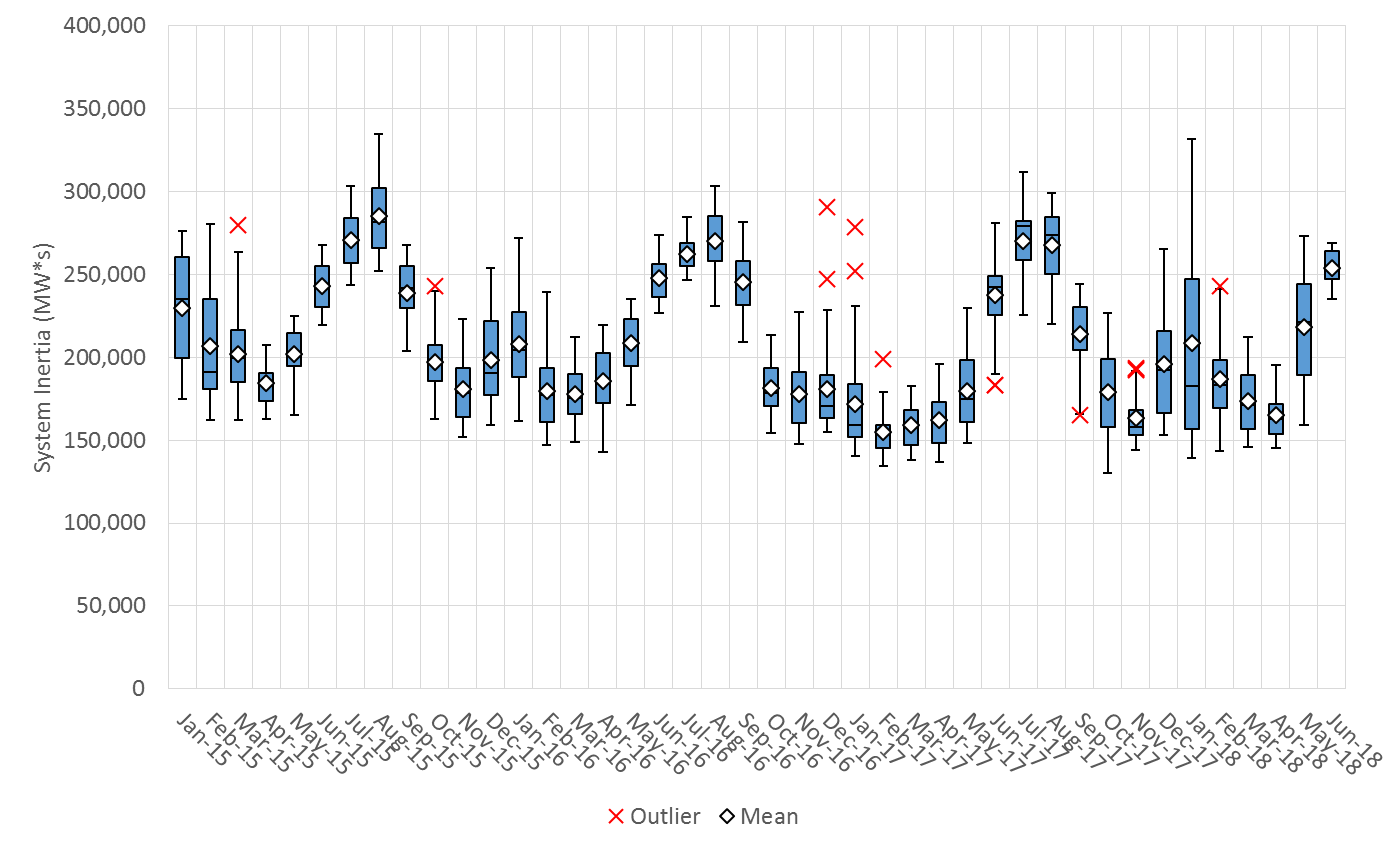 400,000
350,000
300,000
250,000
200,000
150,000
100,000
50,000
0
System Inertia (MW*s)
Jan-15
Feb-15
Mar-15
Apr-15
May-15
Jun-15
Jul-15
Aug-15
Sep-15
Oct-15
Nov-15
Dec-15
Jan-16
Feb-16
Mar-16
Apr-16
May-16
Jun-16
Jul-16
Aug-16
Sep-16
Oct-16
Nov-16
Dec-16
Jan-17
Feb-17
Mar-17
Apr-17
May-17
Jun-17
Jul-17
Aug-17
Sep-17
Oct-17
Nov-17
Dec-17
Jan-18
Feb-18
Mar-18
Apr-18
May-18
Jun-18
Outlier Mean